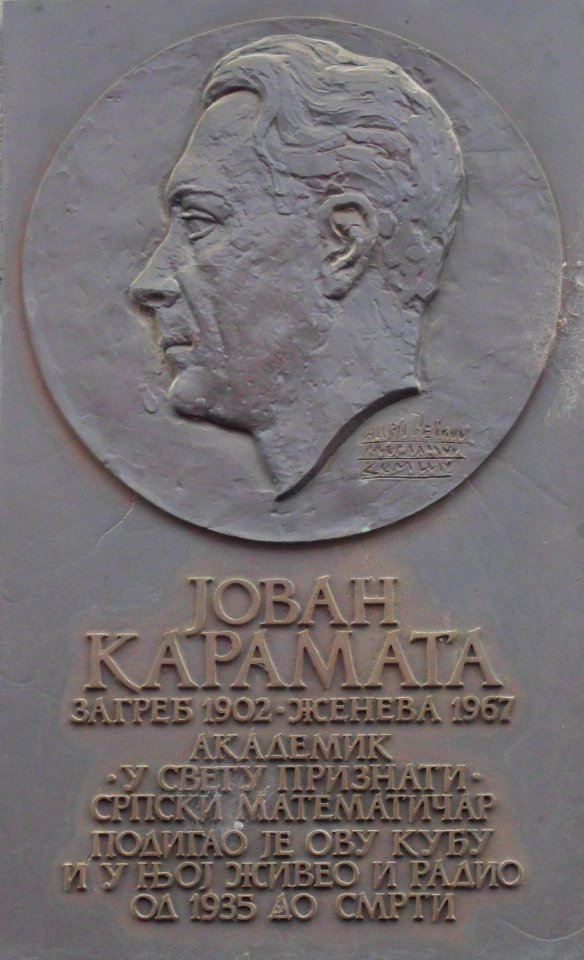 ЈОВАН
КАРАМАТА
ЗАГРЕБ 1902·ЖЕНЕВА 1967
АКАДЕМИК
·У СВЕТУ ПРИЗНАТИ·
СРПСКИ МАТЕМАТИЧАР
ПОДИГАО ЈЕ ОВУ КУЋУ
И У ЊОЈ ЖИВЕО И РАДИО
ОД 1935 ДО СМРТИ